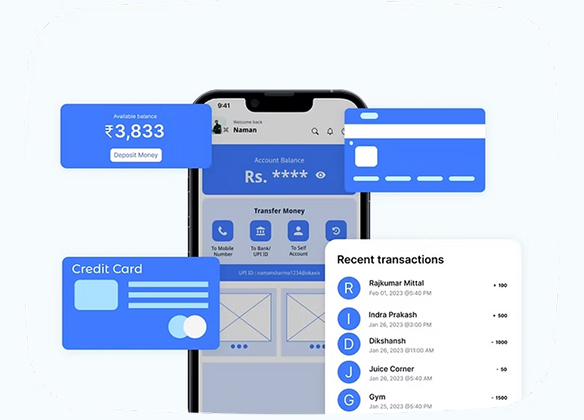 9:41
Available balance
₹3,833
Deposit Money
Welcome back
Naman
Account Balance
Rs. ****
Transfer Money
To Mobile
Number
To Bank/
UPI ID
To Self
Account
UPI ID : namansharma1234@okaxis
Credit Card
Recent transactions
R
Rajkumar Mittal
Feb 01, 2023 @5:40 PM
+ 100
I
Indra Prakash
Jan 26, 2023 @3:00 PM
+ 500
D
Dikshansh
Jan 26, 2023 @11:00 AM
- 1000
J
Juice Corner
Jan 26, 2023 @5:40 AM
- 50
G
Gym
Jan 25, 2023 @5:40 PM
- 1500